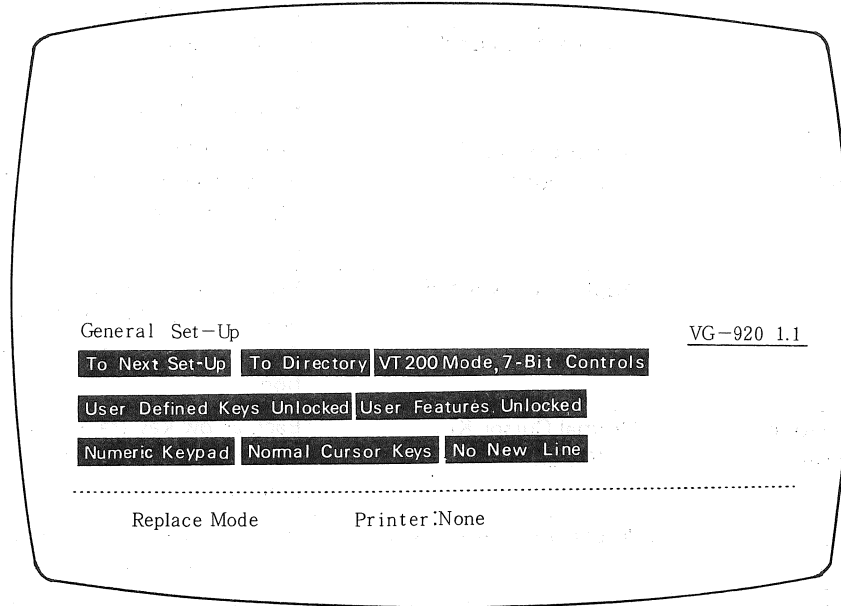 General Set-Up
VG-920 1.1
To Next Set-Up To Directory VT200 Mode, 7-Bit Controls
User Defined Keys Unlocked User Features Unlocked
Numeric Keypad Normal Cursor Keys No New Line
Replace Mode Printer:None